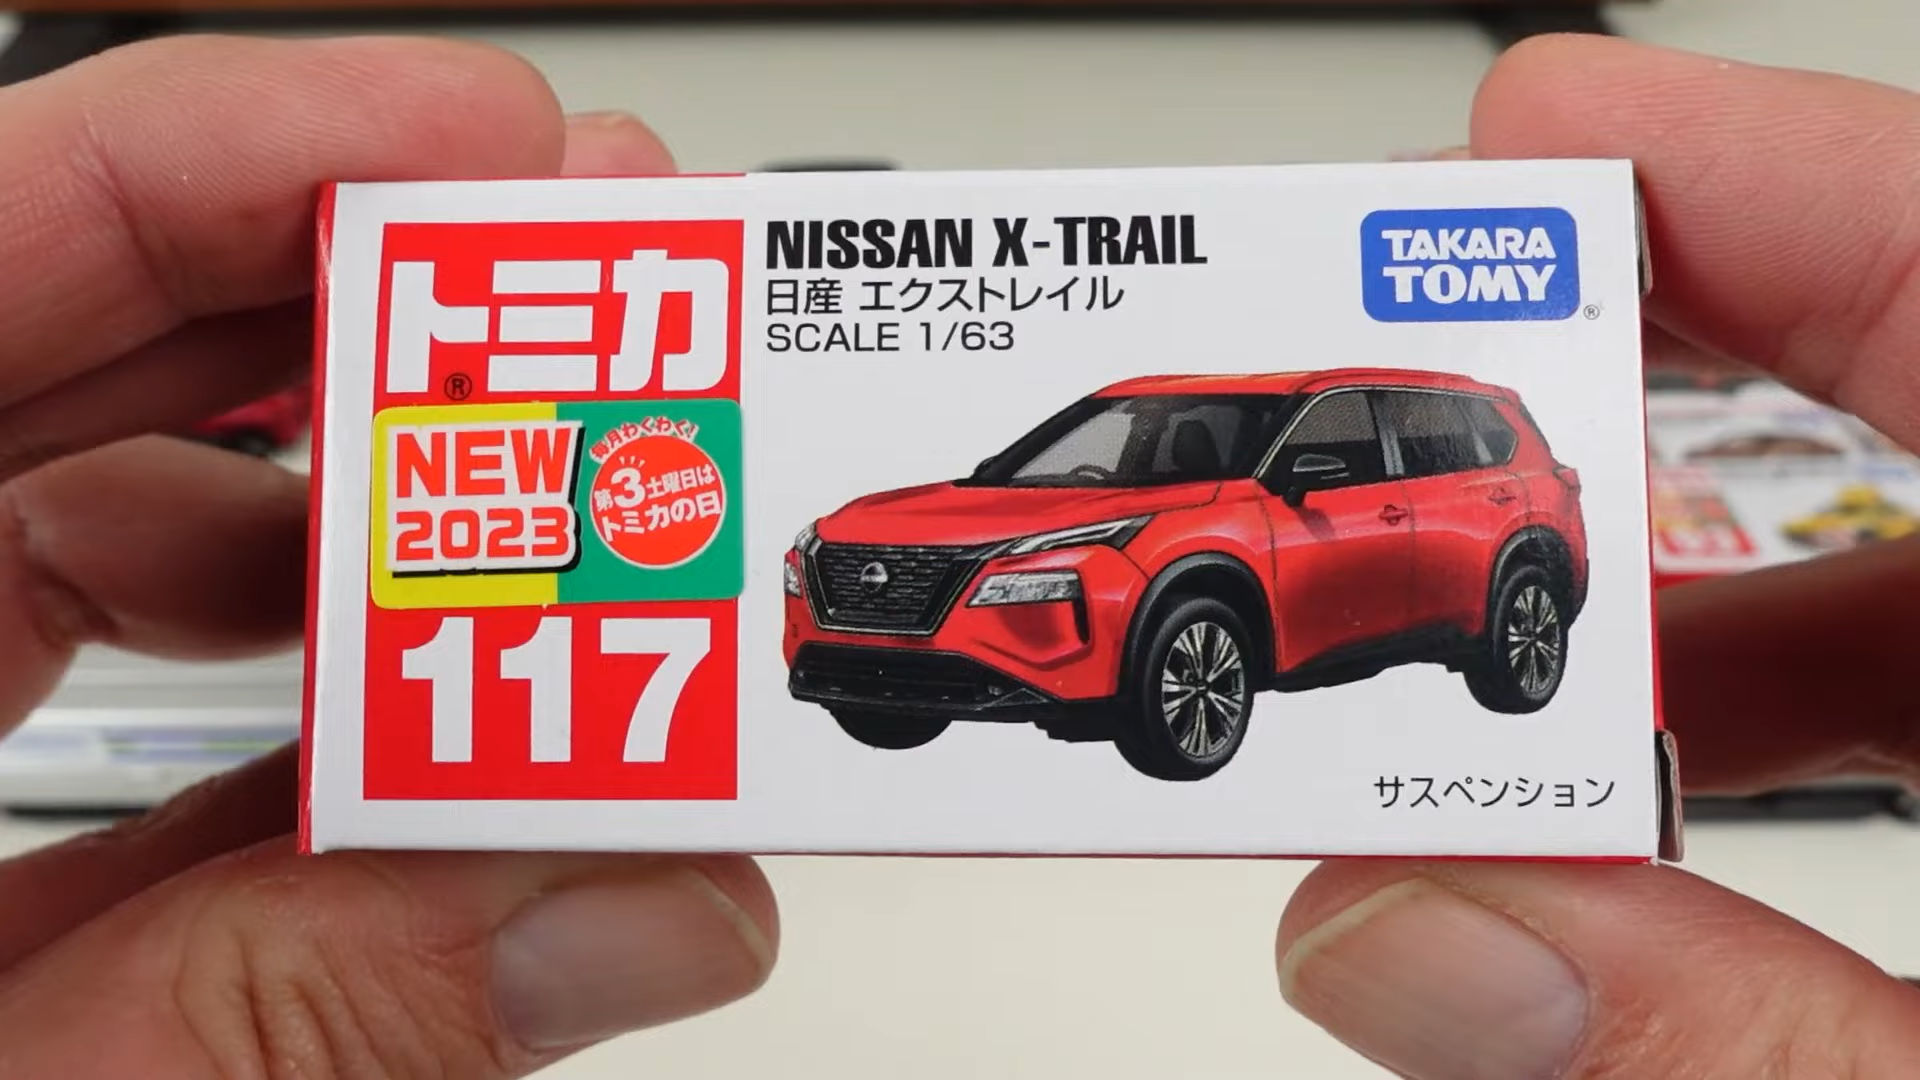 トミカ
®
NEW
2023
毎月わくわく!
第3土曜日は
トミカの日
117
NISSAN X-TRAIL
日産 エクストレイル
SCALE 1/63
TAKARA
TOMY
®
サスペンション